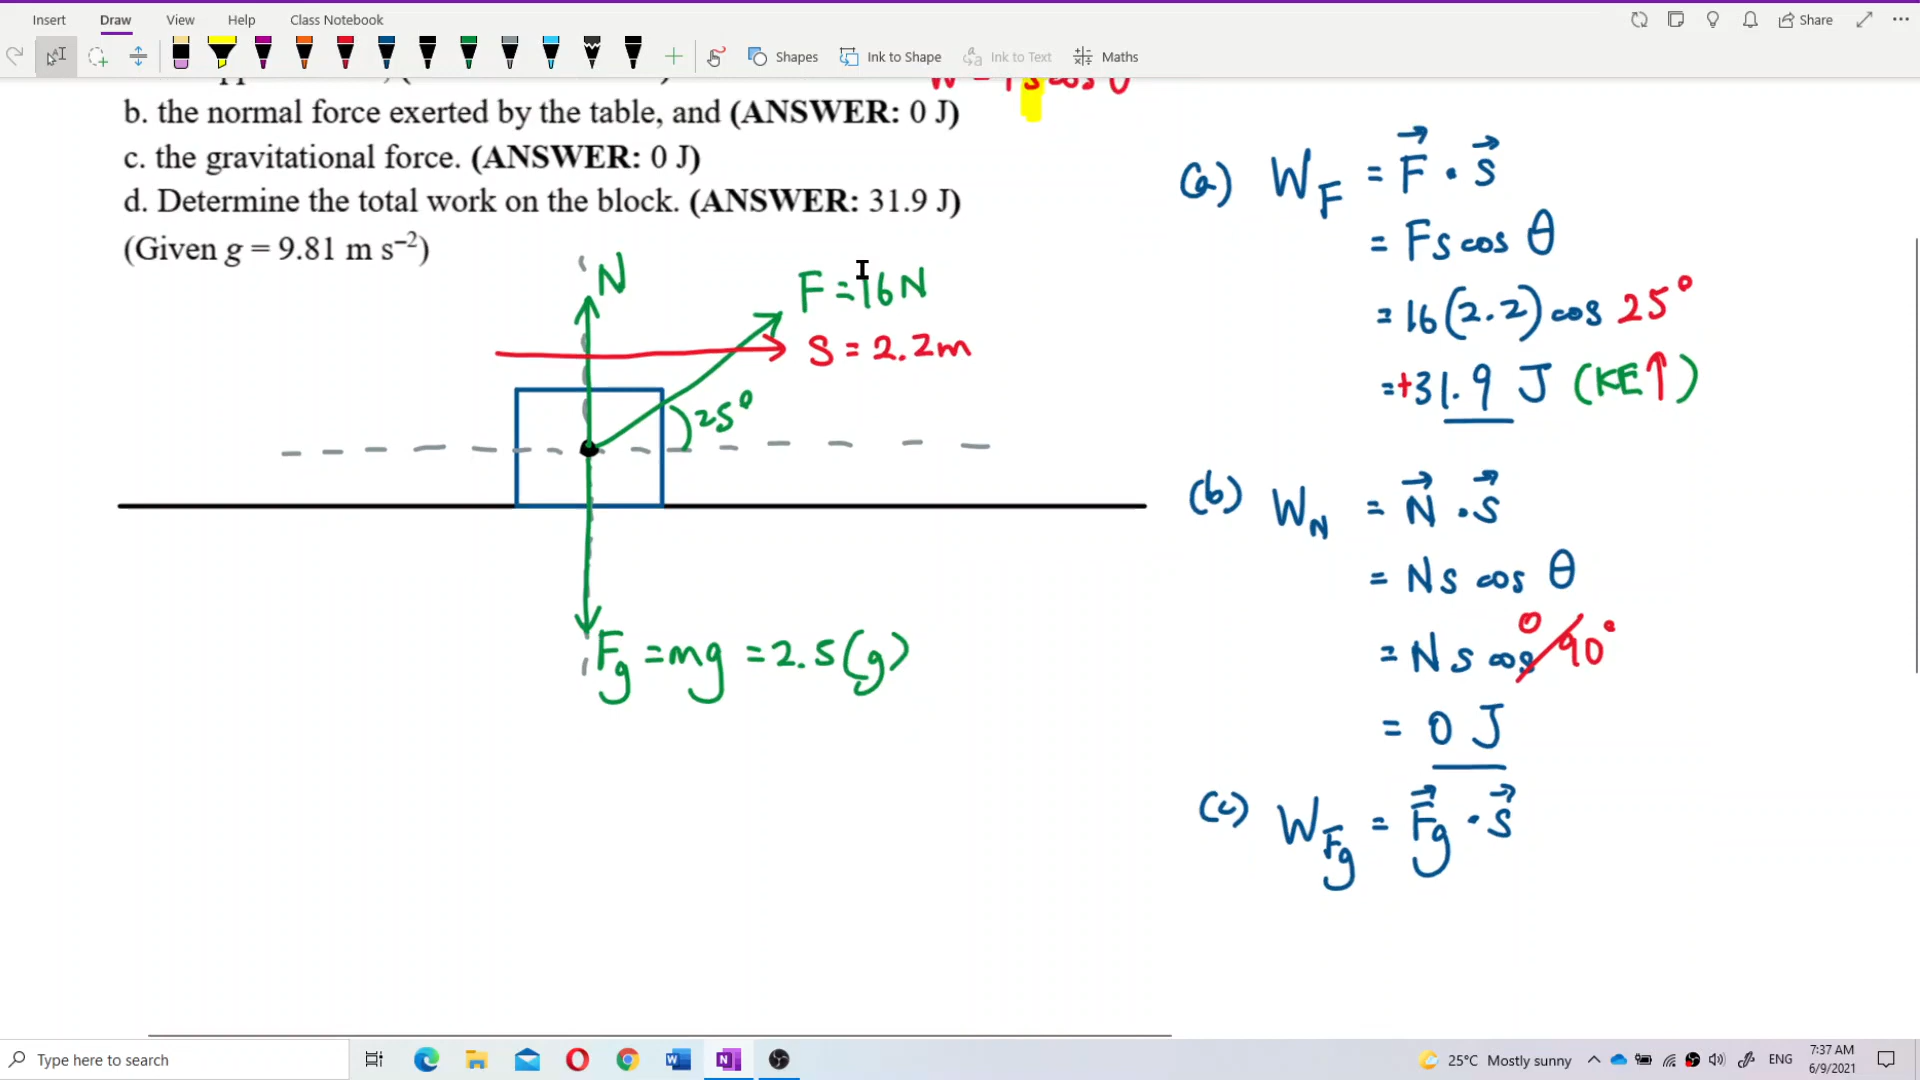 Insert Draw View Help Class Notebook Share
Shapes Ink to Shape Ink to Text Maths
b. the normal force exerted by the table, and (ANSWER: 0 J)
c. the gravitational force. (ANSWER: 0 J)
d. Determine the total work on the block. (ANSWER: 31.9 J)
(Given g = 9.81 m s⁻²)
N
F = 16 N
S = 2.2m
25°
Fg = mg = 2.5(g)
(a) W_F = F⃗ · s⃗
= Fs cos θ
= 16(2.2) cos 25°
= +31.9 J (KE↑)
(b) W_N = N⃗ · s⃗
= Ns cos θ
0
= Ns cos 90°
= 0 J
(c) W_Fg = F⃗g · s⃗
Type here to search
25°C Mostly sunny ENG
7:37 AM
6/9/2021